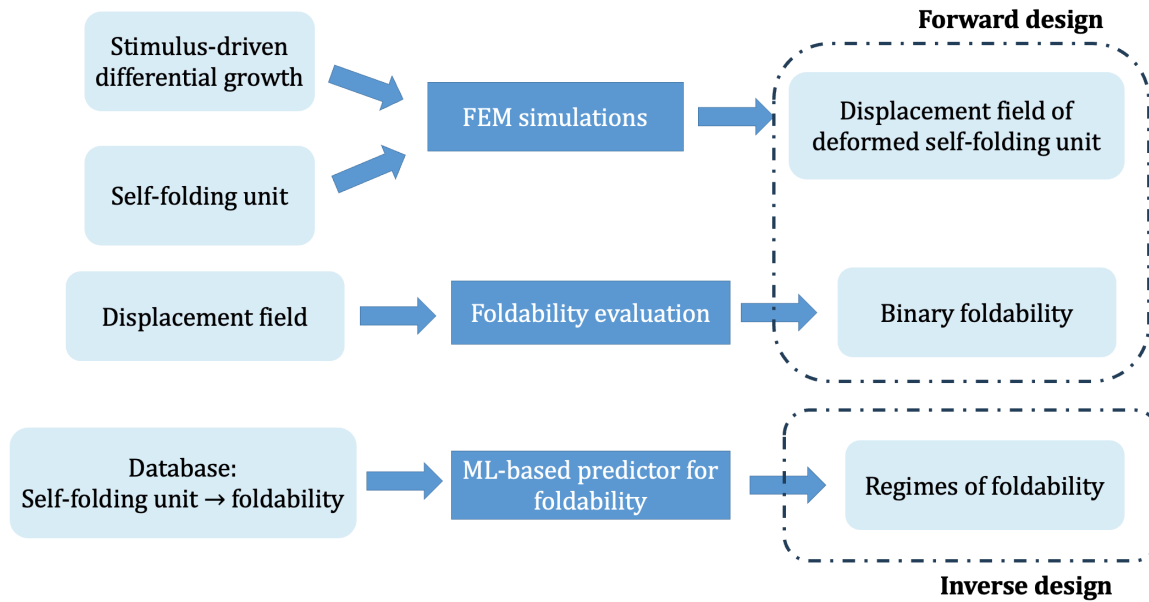 Forward design
Stimulus-driven
differential growth
FEM simulations
Displacement field of
deformed self-folding unit
Self-folding unit
Displacement field
Foldability evaluation
Binary foldability
Database:
Self-folding unit → foldability
ML-based predictor for
foldability
Regimes of foldability
Inverse design